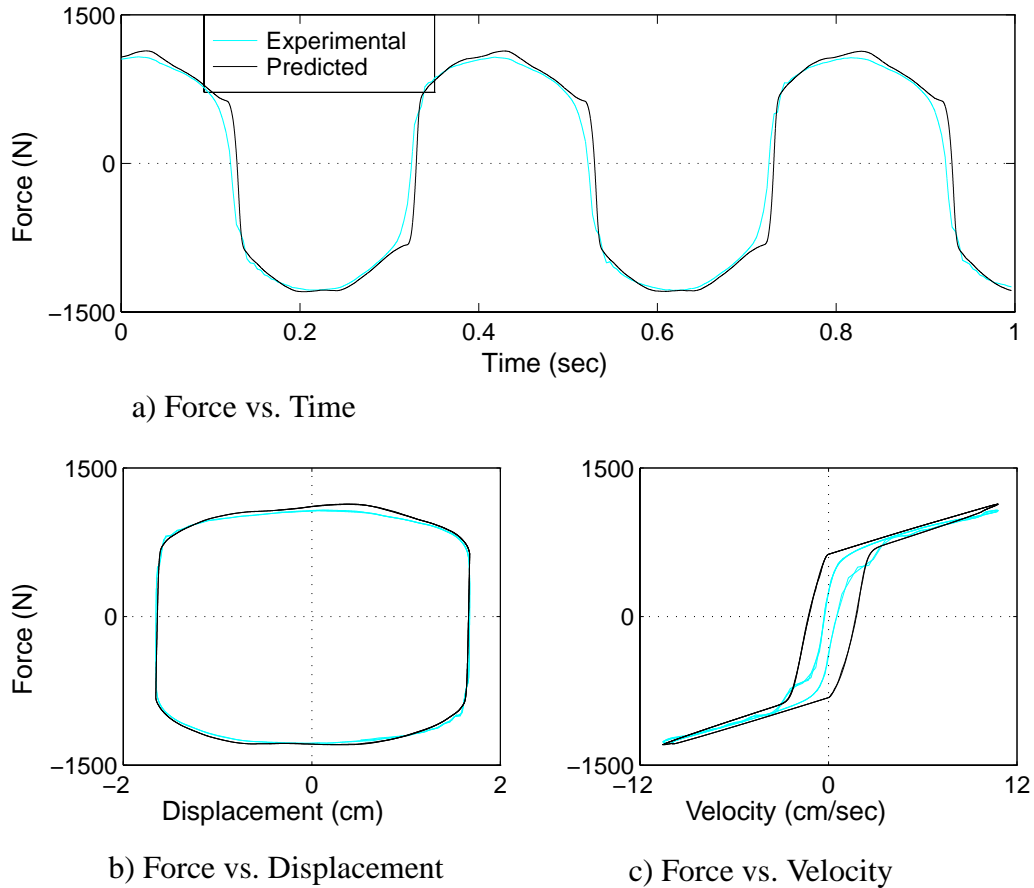 1500
Experimental
Predicted
Force (N)
0
−1500
0 0.2 0.4 0.6 0.8 1
Time (sec)
a) Force vs. Time
1500
Force (N)
0
−1500
−2 0 2
Displacement (cm)
b) Force vs. Displacement
1500
0
−1500
−12 0 12
Velocity (cm/sec)
c) Force vs. Velocity